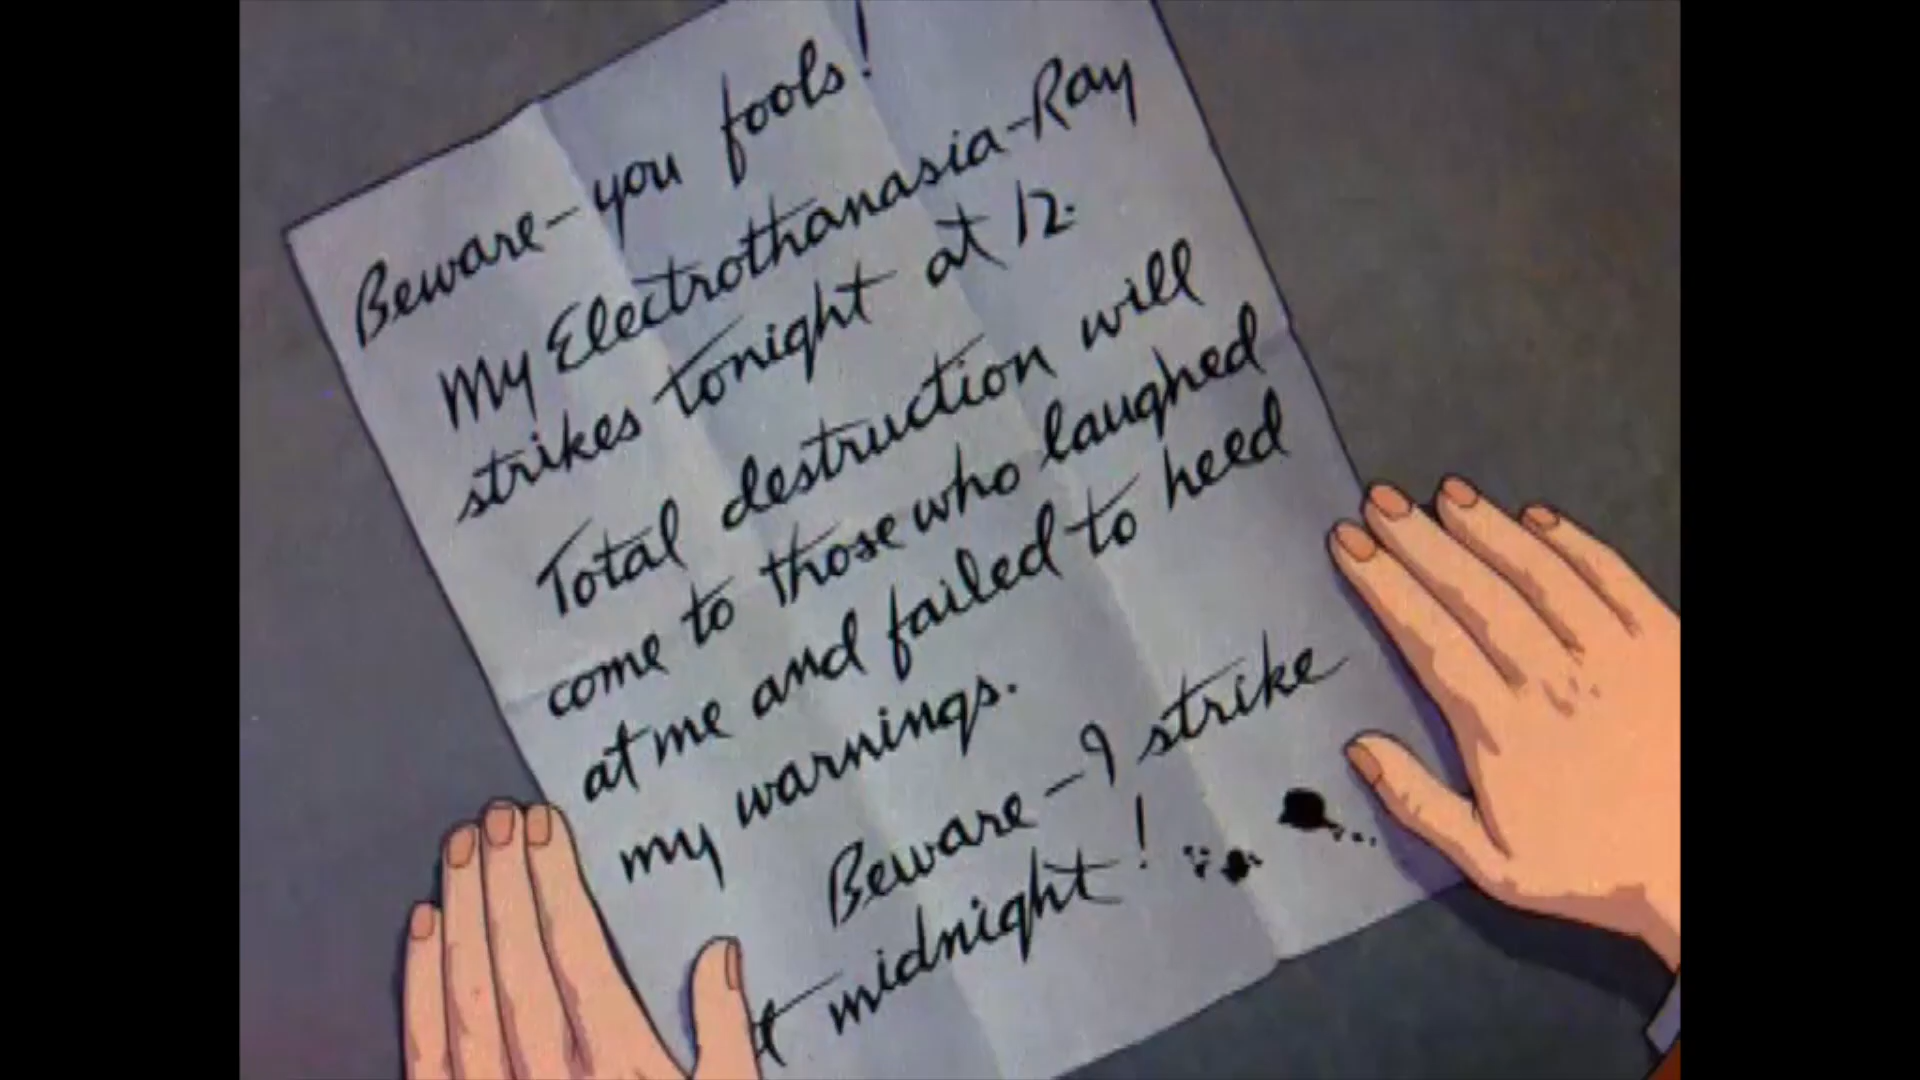 Beware-you fools!
My Electrothanasia-Ray
strikes tonight at 12.
Total destruction will
come to those who laughed
at me and failed to heed
my warnings.
Beware-I strike
t midnight!